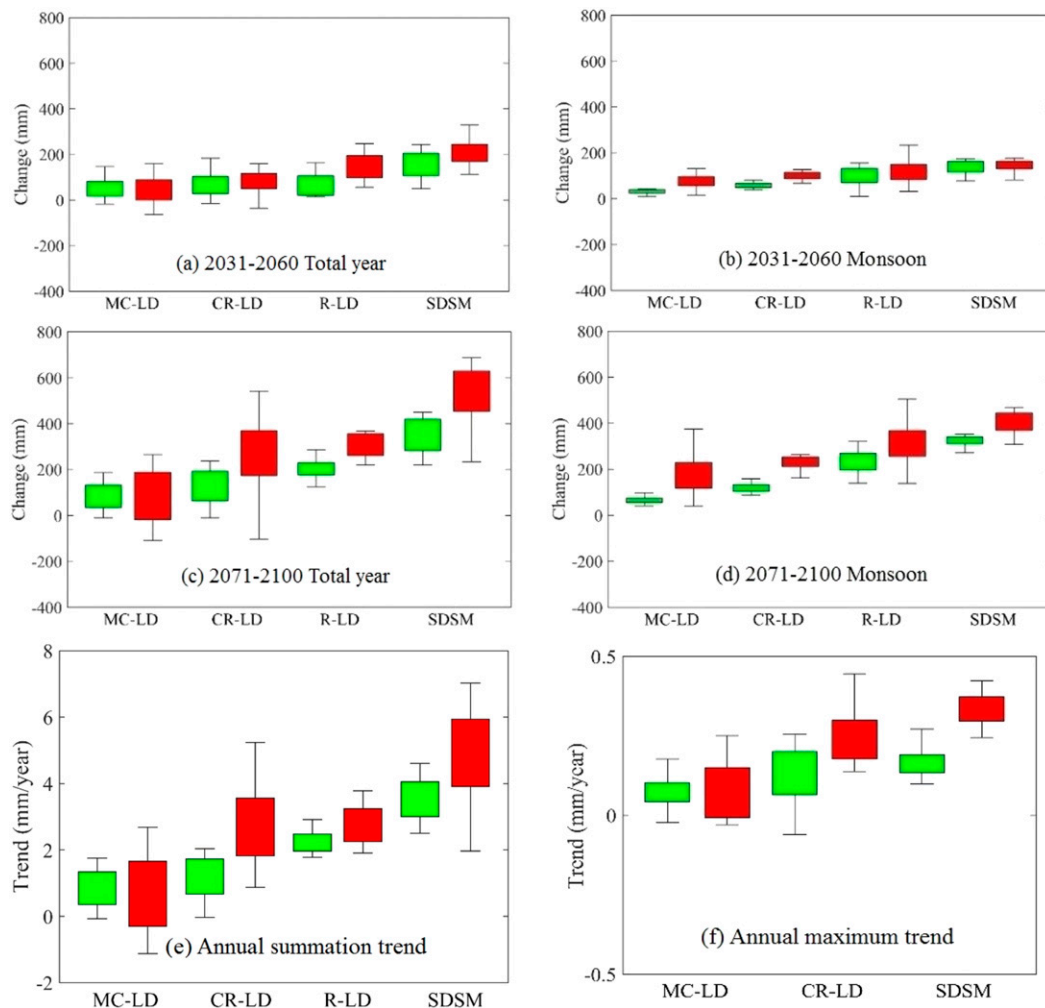 800
600
400
200
0
-200
-400
Change (mm)
(a) 2031-2060 Total year
MC-LD CR-LD R-LD SDSM
800
600
400
200
0
-200
-400
Change (mm)
(b) 2031-2060 Monsoon
MC-LD CR-LD R-LD SDSM
800
600
400
200
0
-200
-400
Change (mm)
(c) 2071-2100 Total year
MC-LD CR-LD R-LD SDSM
800
600
400
200
0
-200
-400
Change (mm)
(d) 2071-2100 Monsoon
MC-LD CR-LD R-LD SDSM
8
6
4
2
0
-2
Trend (mm/year)
(e) Annual summation trend
MC-LD CR-LD R-LD SDSM
0.5
0
-0.5
Trend (mm/year)
(f) Annual maximum trend
MC-LD CR-LD SDSM